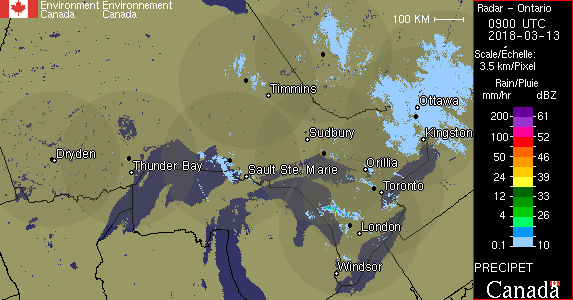 Environment Environnement
Canada Canada
100 KM
Timmins
Ottawa
Sudbury
Kingston
Dryden
Thunder Bay
Sault Ste. Marie
Orillia
Toronto
London
Windsor
Radar - Ontario
0900 UTC
2018-03-13
Scale/Échelle:
3.5 km/Pixel
Rain/Pluie
mm/hr dBZ
200 61
100 52
50 46
24 39
12 33
4 26
0.1 10
PRECIPET
Canada